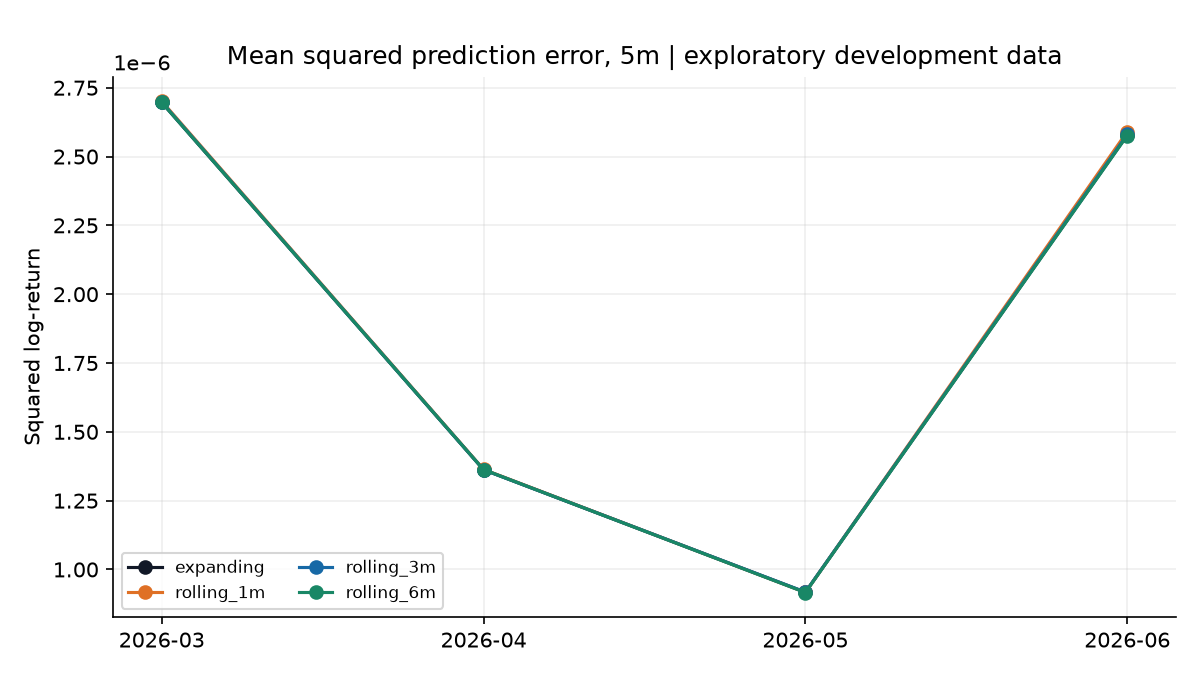 Mean squared prediction error, 5m | exploratory development data
1e−6
2.75
2.50
2.25
2.00
1.75
1.50
1.25
1.00
Squared log-return
expanding
rolling_1m
rolling_3m
rolling_6m
2026-03
2026-04
2026-05
2026-06